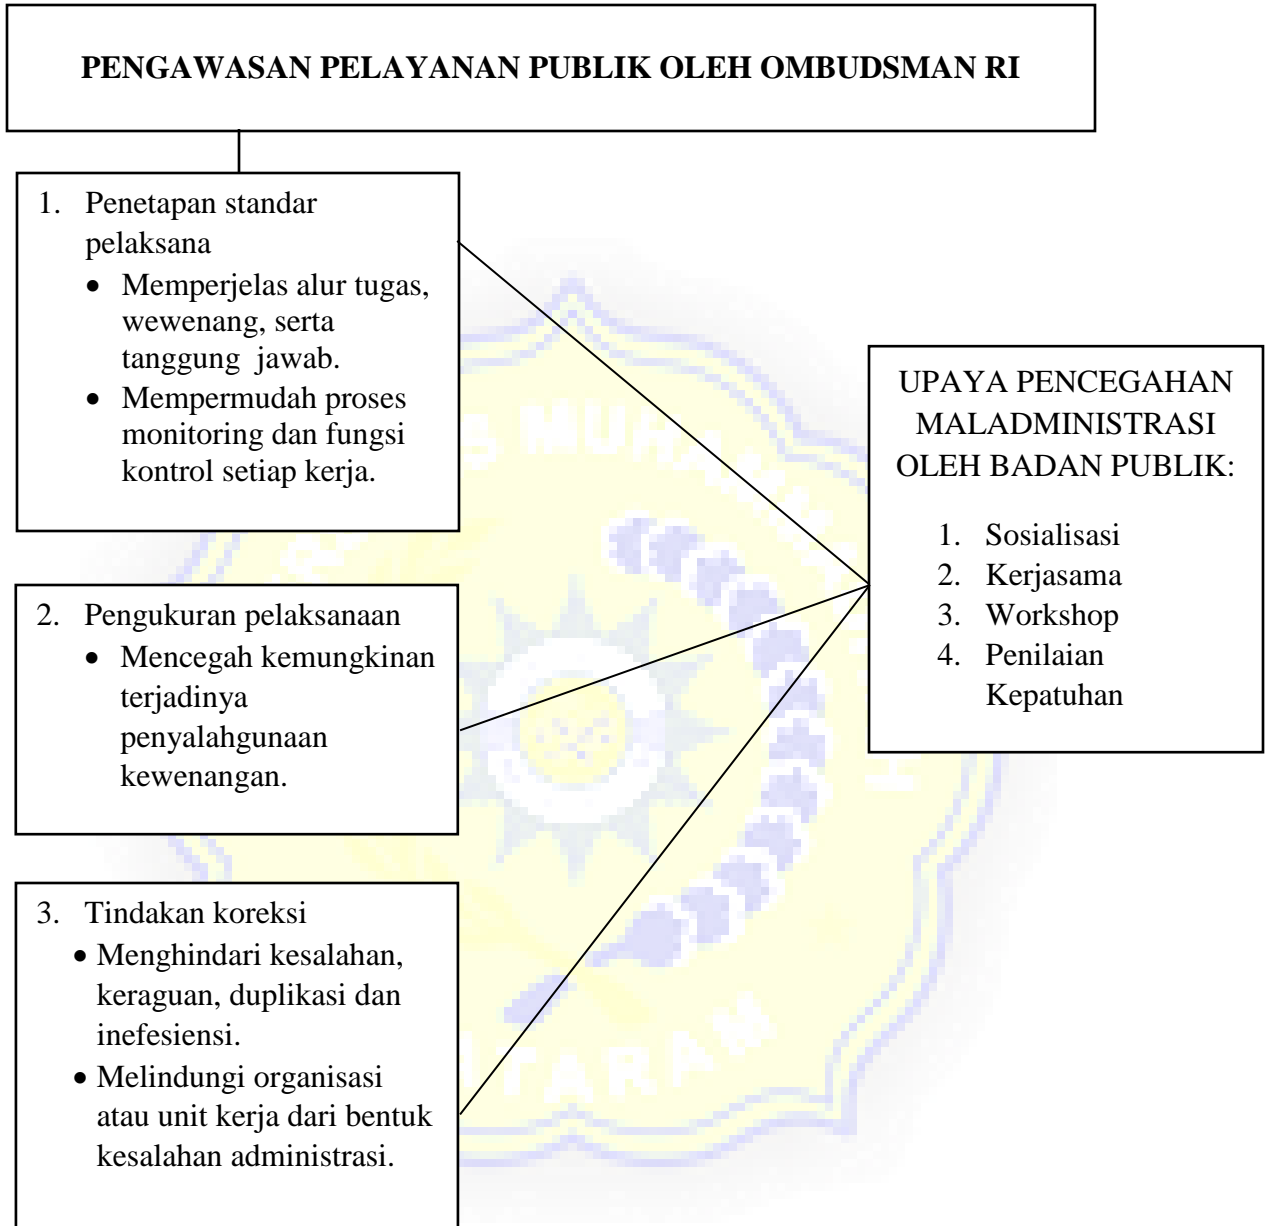 PENGAWASAN PELAYANAN PUBLIK OLEH OMBUDSMAN RI
1. Penetapan standar
pelaksana
• Memperjelas alur tugas,
wewenang, serta
tanggung jawab.
• Mempermudah proses
monitoring dan fungsi
kontrol setiap kerja.
2. Pengukuran pelaksanaan
• Mencegah kemungkinan
terjadinya
penyalahgunaan
kewenangan.
3. Tindakan koreksi
• Menghindari kesalahan,
keraguan, duplikasi dan
inefesiensi.
• Melindungi organisasi
atau unit kerja dari bentuk
kesalahan administrasi.
UPAYA PENCEGAHAN
MALADMINISTRASI
OLEH BADAN PUBLIK:
1. Sosialisasi
2. Kerjasama
3. Workshop
4. Penilaian
Kepatuhan